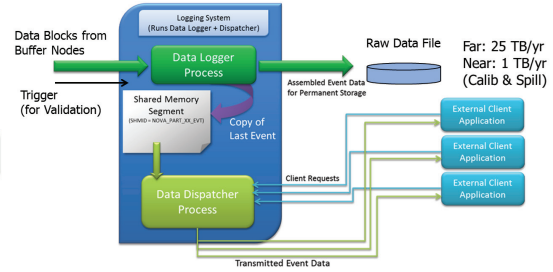 Logging System
(Runs Data Logger + Dispatcher)
Data Blocks from
Buffer Nodes
Data Logger
Process
Raw Data File
Far: 25 TB/yr
Near: 1 TB/yr
(Calib & Spill)
Trigger
(for Validation)
Assembled Event Data
for Permanent Storage
Shared Memory
Segment
(SHMID = NOVA_PART_XX_EVT)
Copy of
Last Event
External Client
Application
External Client
Application
External Client
Application
Client Requests
Data Dispatcher
Process
Transmitted Event Data